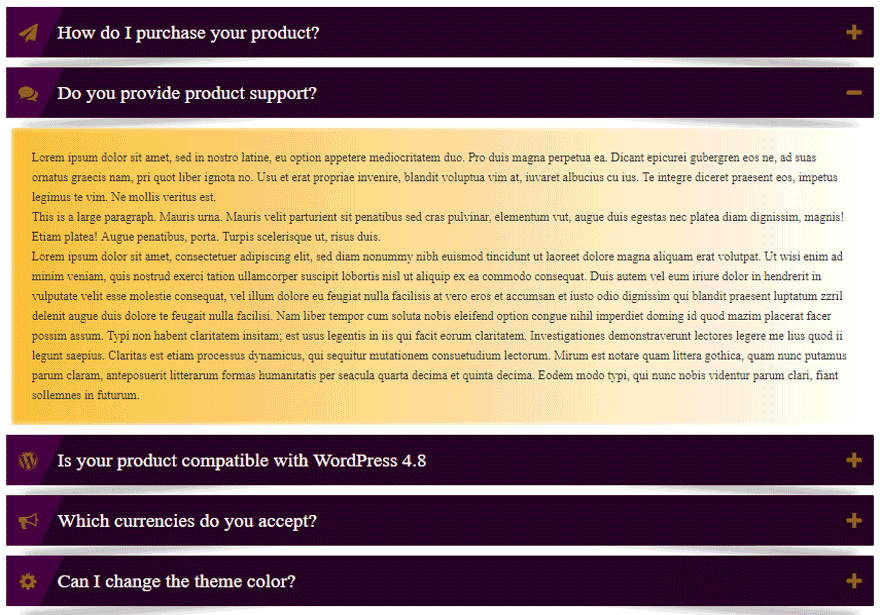 How do I purchase your product?
Do you provide product support?
Lorem ipsum dolor sit amet, sed in nostro latine, eu option appetere mediocritatem duo. Pro duis magna perpetua ea. Dicant epicurei gubergren eos ne, ad suas
ornatus graecis nam, pri quot liber ignota no. Usu et erat propriae invenire, blandit voluptua vim at, iuvaret albucius cu ius. Te integre diceret praesent eos, impetus
legimus te vim. Ne mollis veritus est.
This is a large paragraph. Mauris urna. Mauris velit parturient sit penatibus sed cras pulvinar, elementum vut, augue duis egestas nec platea diam dignissim, magnis!
Etiam platea! Augue penatibus, porta. Turpis scelerisque ut, risus duis.
Lorem ipsum dolor sit amet, consectetuer adipiscing elit, sed diam nonummy nibh euismod tincidunt ut laoreet dolore magna aliquam erat volutpat. Ut wisi enim ad
minim veniam, quis nostrud exerci tation ullamcorper suscipit lobortis nisl ut aliquip ex ea commodo consequat. Duis autem vel eum iriure dolor in hendrerit in
vulputate velit esse molestie consequat, vel illum dolore eu feugiat nulla facilisis at vero eros et accumsan et iusto odio dignissim qui blandit praesent luptatum zzril
delenit augue duis dolore te feugait nulla facilisi. Nam liber tempor cum soluta nobis eleifend option congue nihil imperdiet doming id quod mazim placerat facer
possim assum. Typi non habent claritatem insitam; est usus legentis in iis qui facit eorum claritatem. Investigationes demonstraverunt lectores legere me lius quod ii
legunt saepius. Claritas est etiam processus dynamicus, qui sequitur mutationem consuetudium lectorum. Mirum est notare quam littera gothica, quam nunc putamus
parum claram, anteposuerit litterarum formas humanitatis per seacula quarta decima et quinta decima. Eodem modo typi, qui nunc nobis videntur parum clari, fiant
sollemnes in futurum.
Is your product compatible with WordPress 4.8
Which currencies do you accept?
Can I change the theme color?